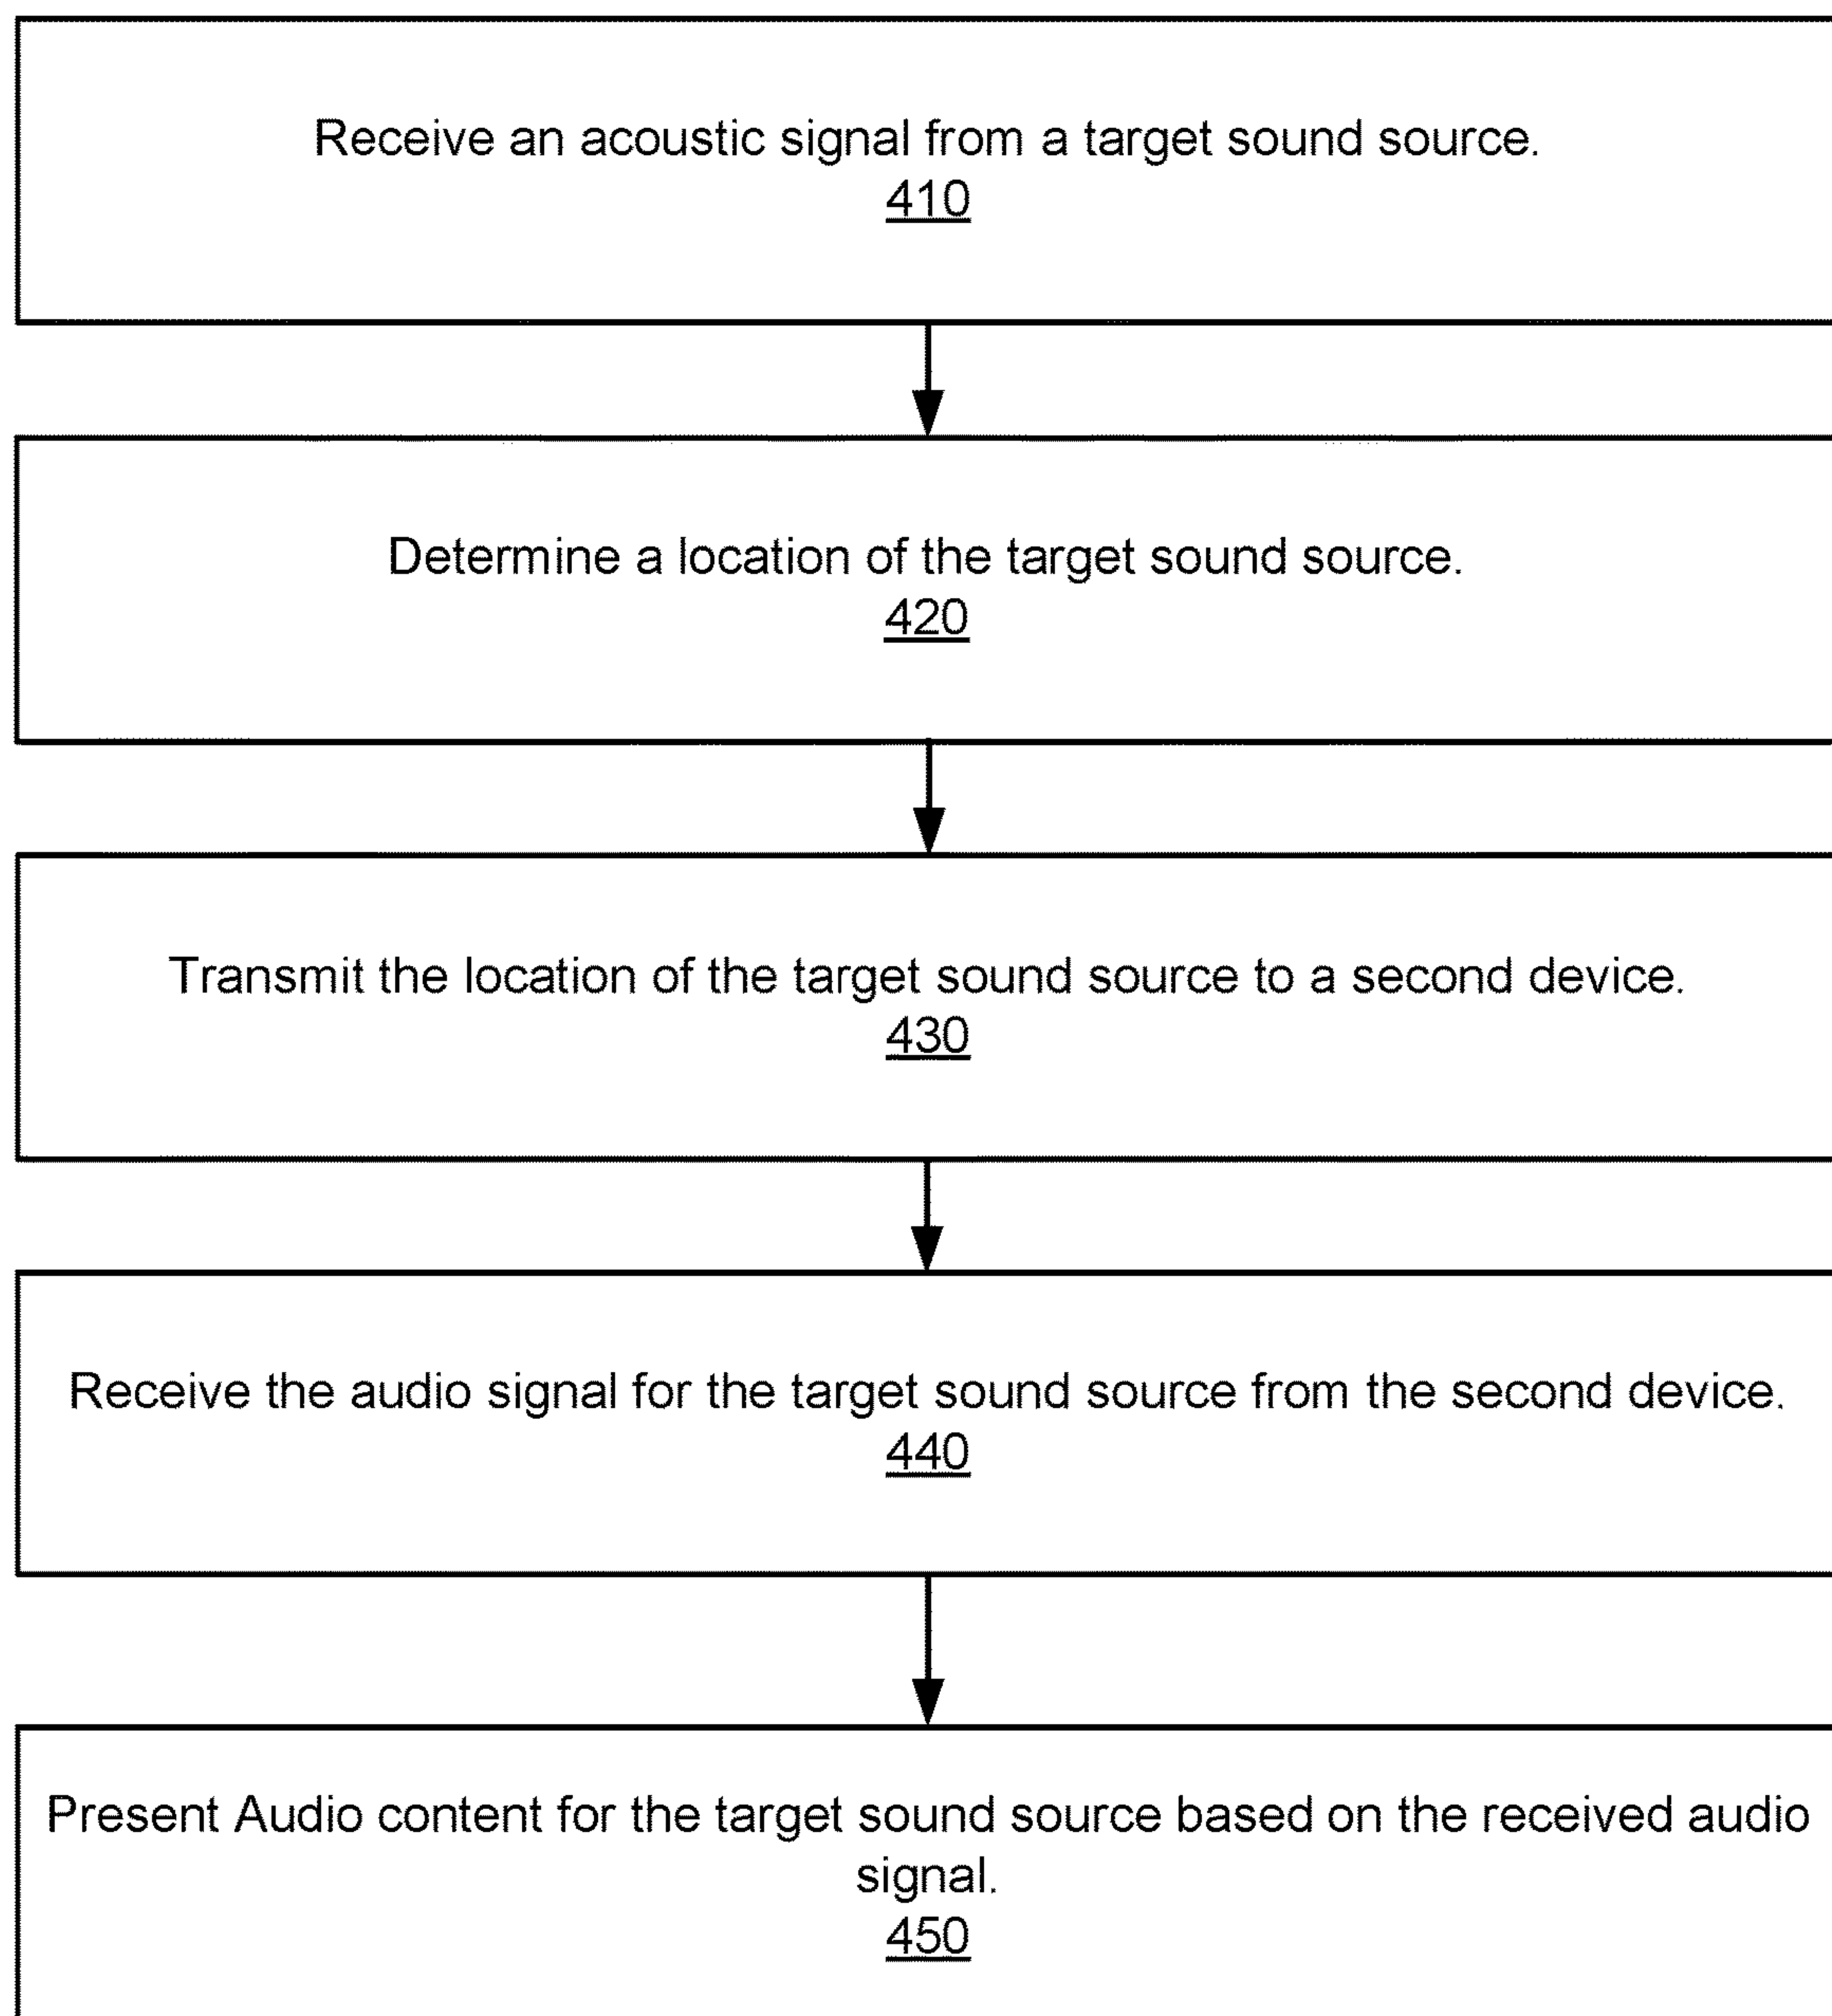 Receive an acoustic signal from a target sound source.
410
Determine a location of the target sound source.
420
Transmit the location of the target sound source to a second device.
430
Receive the audio signal for the target sound source from the second device.
440
Present Audio content for the target sound source based on the received audio
signal.
450